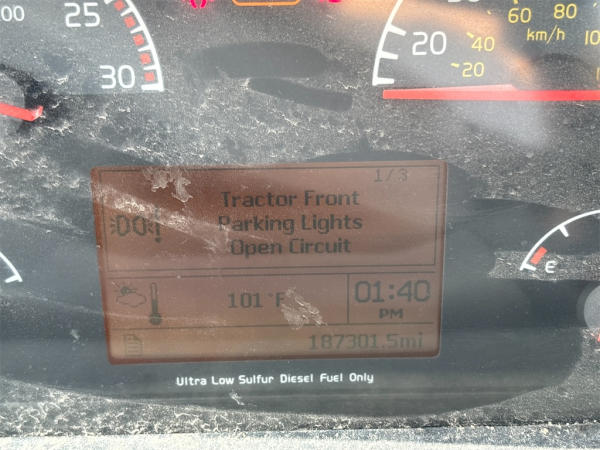 00
25
30
20
40
20
60
80
km/h
1/3
Tractor Front
Parking Lights
Open Circuit
101 °F
01:40
PM
187301.5mi
E
Ultra Low Sulfur Diesel Fuel Only